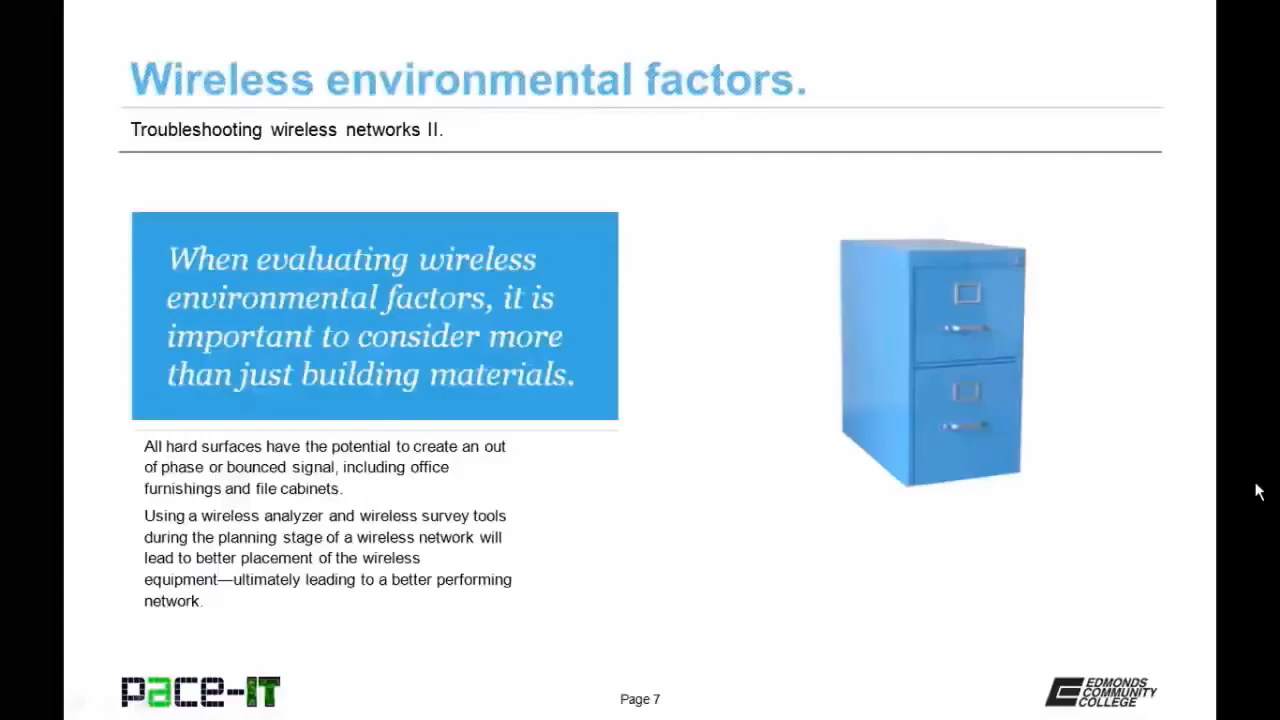 Wireless environmental factors.
Troubleshooting wireless networks II.
When evaluating wireless
environmental factors, it is
important to consider more
than just building materials.
All hard surfaces have the potential to create an out
of phase or bounced signal, including office
furnishings and file cabinets.
Using a wireless analyzer and wireless survey tools
during the planning stage of a wireless network will
lead to better placement of the wireless
equipment—ultimately leading to a better performing
network.
pace-IT
Page 7
EDMONDS
COMMUNITY
COLLEGE